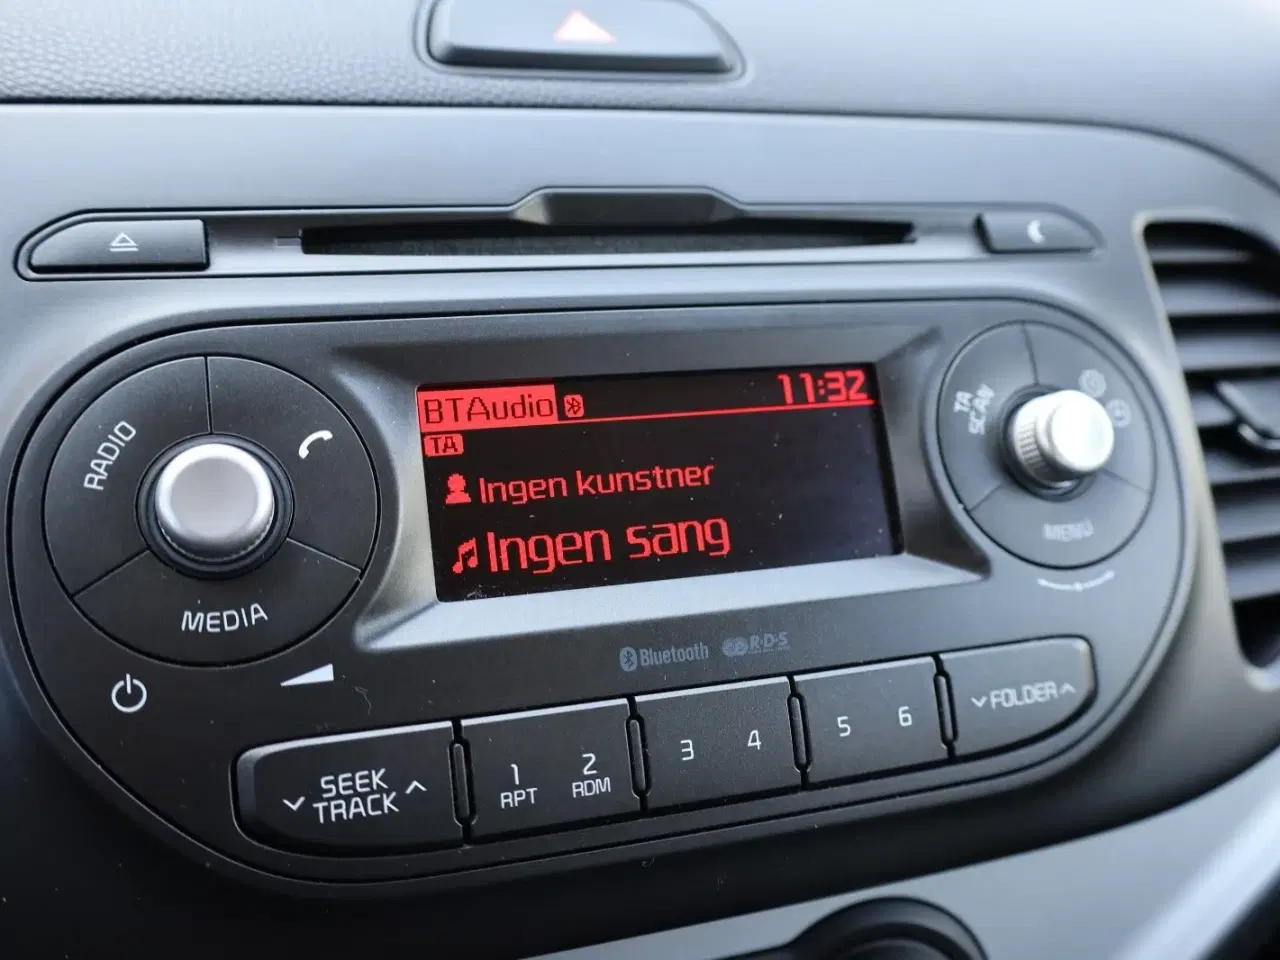 BTAudio
11:32
TA
Ingen kunstner
Ingen sang
RADIO
MEDIA
TA
SCAN
MENU
Bluetooth
R·D·S
SEEK
TRACK
1
RPT
2
RDM
3
4
5
6
FOLDER